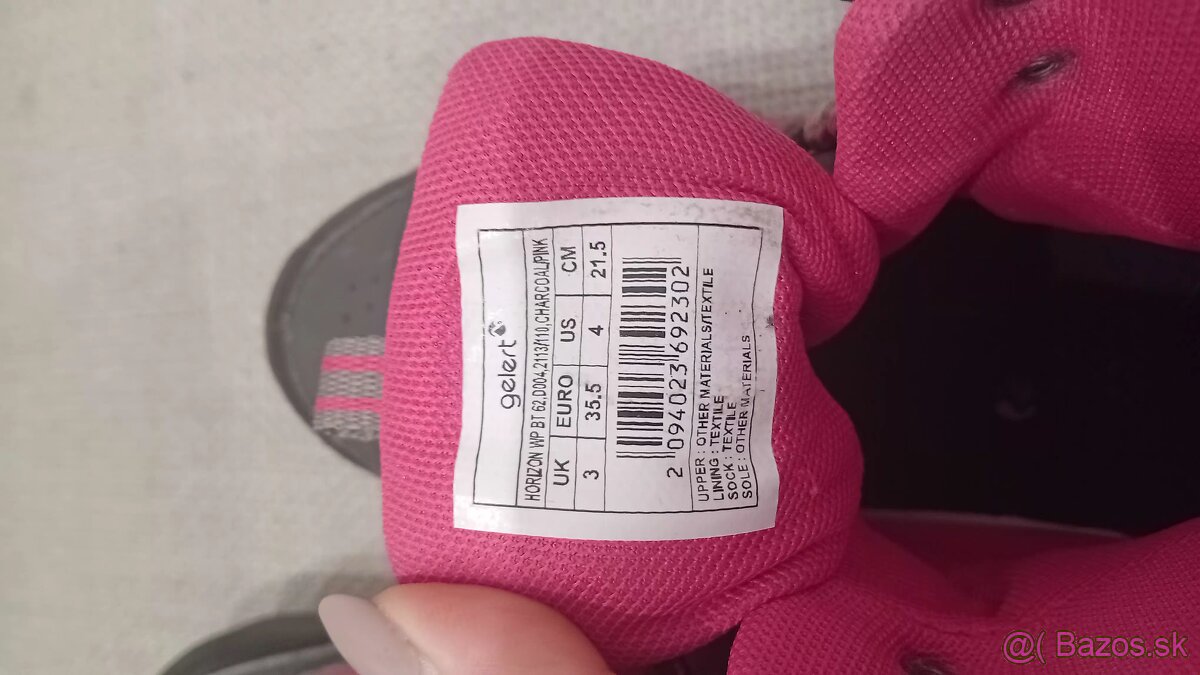 gelert
HORIZON WP BT 62,D004,2113/110,CHARCOAL/PINK
UK EURO US CM
3 35.5 4 21.5
2 094023 692302
UPPER : OTHER MATERIALS/TEXTILE
LINING : TEXTILE
SOCK : TEXTILE
SOLE : OTHER MATERIALS
@( Bazos.sk